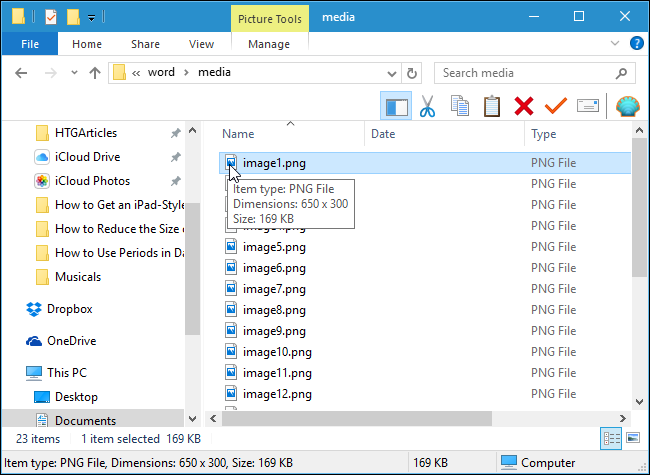 Picture Tools
media
File
Home
Share
View
Manage
« word › media
Search media
HTGArticles
iCloud Drive
iCloud Photos
How to Get an iPad-Style
How to Reduce the Size o
How to Use Periods in Da
Musicals
Dropbox
OneDrive
This PC
Desktop
Documents
Name
Date
Type
image1.png
PNG File
Item type: PNG File
Dimensions: 650 x 300
Size: 169 KB
PNG File
PNG File
PNG File
image5.png
PNG File
image6.png
PNG File
image7.png
PNG File
image8.png
PNG File
image9.png
PNG File
image10.png
PNG File
image11.png
PNG File
image12.png
PNG File
23 items
1 item selected 169 KB
Item type: PNG File, Dimensions: 650 x 300, Size: 169 KB
169 KB
Computer